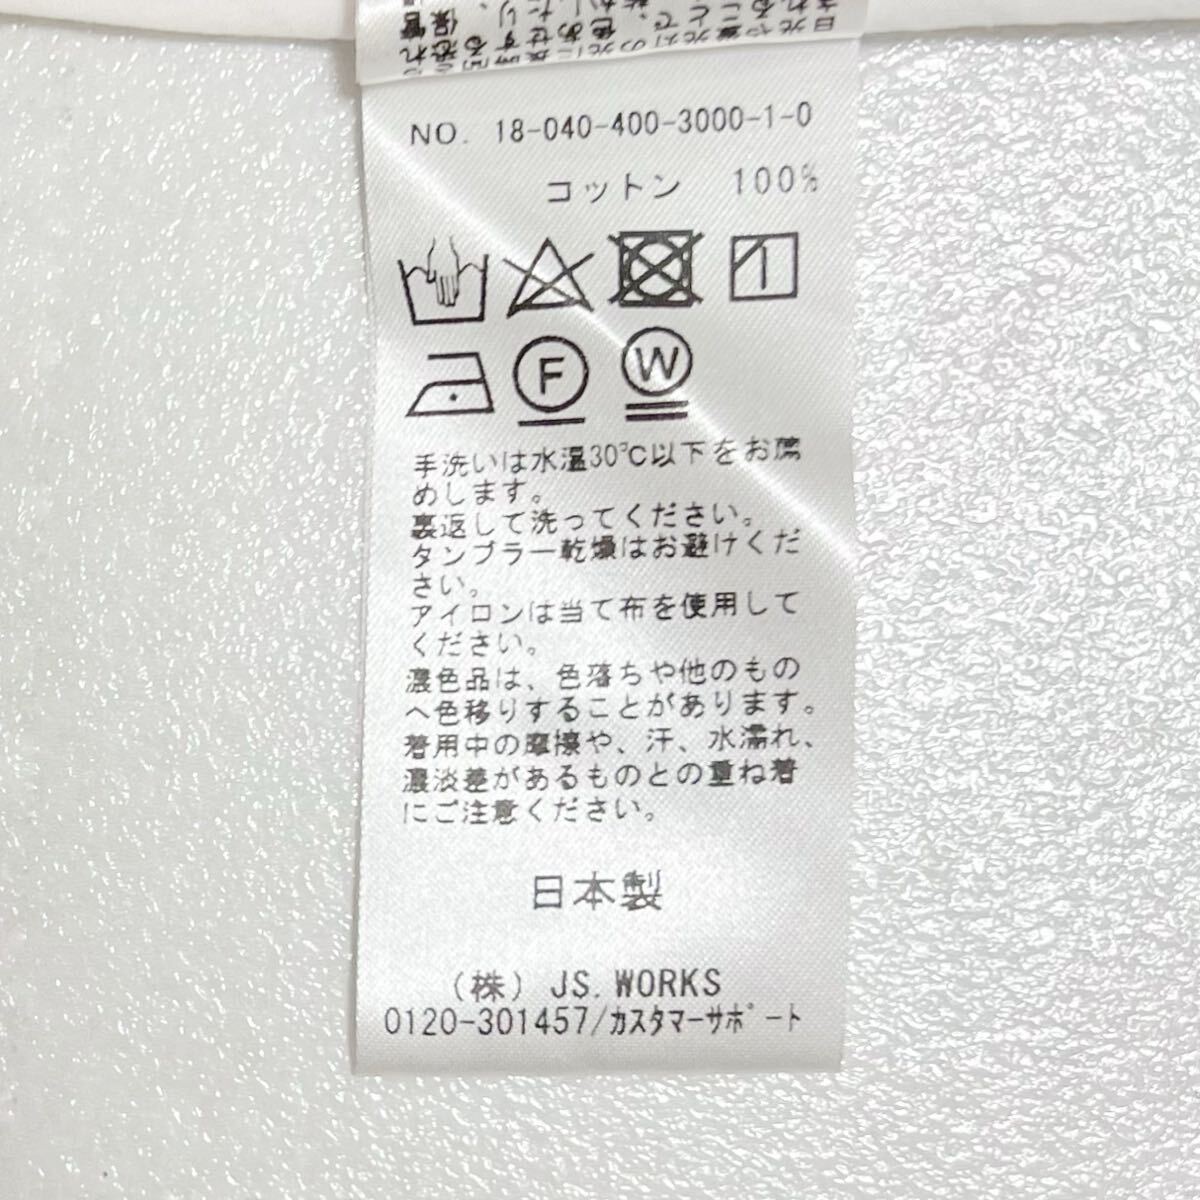 NO. 18-040-400-3000-1-0
コットン 100%
F
W
手洗いは水温30℃以下をお薦
めします。
裏返して洗ってください。
タンブラー乾燥はお避けくだ
さい。
アイロンは当て布を使用して
ください。
濃色品は、色落ちや他のもの
へ色移りすることがあります。
着用中の摩擦や、汗、水濡れ、
濃淡差があるものとの重ね着
にご注意ください。
日本製
(株) JS.WORKS
0120-301457/カスタマーサポート